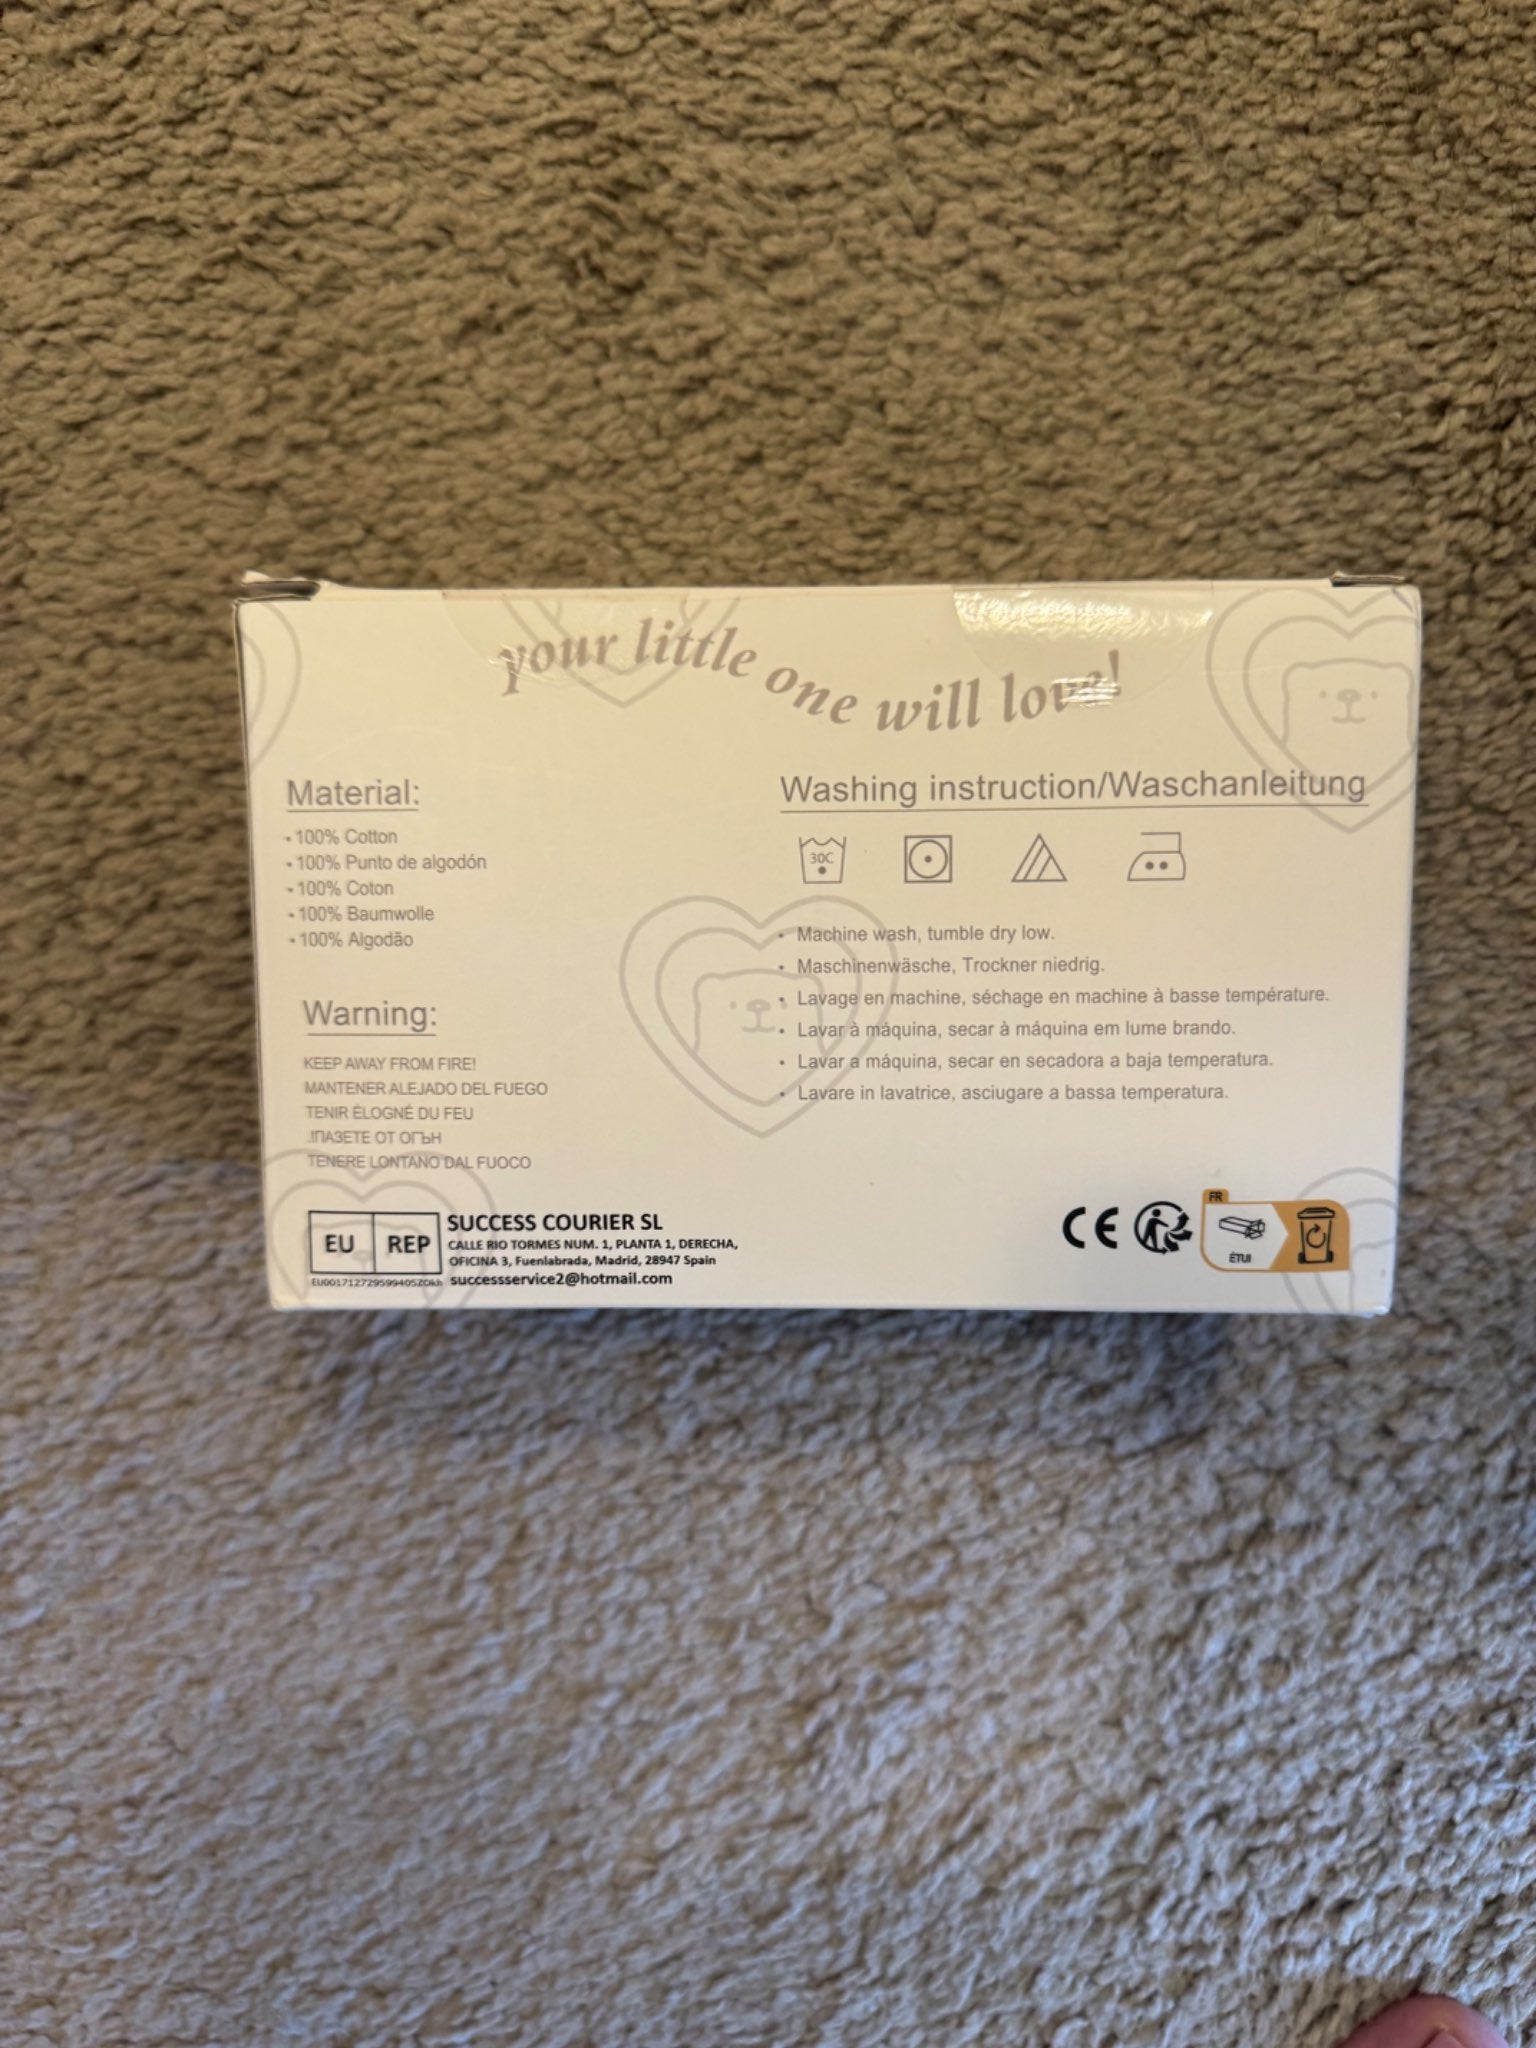 your little one will love!
Material:
• 100% Cotton
• 100% Punto de algodón
• 100% Coton
• 100% Baumwolle
• 100% Algodão
Warning:
KEEP AWAY FROM FIRE!
MANTENER ALEJADO DEL FUEGO
TENIR ÉLOGNÉ DU FEU
.!ПАЗЕТЕ ОТ ОГЪН
TENERE LONTANO DAL FUOCO
Washing instruction/Waschanleitung
30C
• Machine wash, tumble dry low.
• Maschinenwäsche, Trockner niedrig.
• Lavage en machine, séchage en machine à basse température.
• Lavar à máquina, secar à máquina em lume brando.
• Lavar a máquina, secar en secadora a baja temperatura.
• Lavare in lavatrice, asciugare a bassa temperatura.
EU REP
SUCCESS COURIER SL
CALLE RIO TORMES NUM. 1, PLANTA 1, DERECHA,
OFICINA 3, Fuenlabrada, Madrid, 28947 Spain
successservice2@hotmail.com
CE
FR
ÉTUI